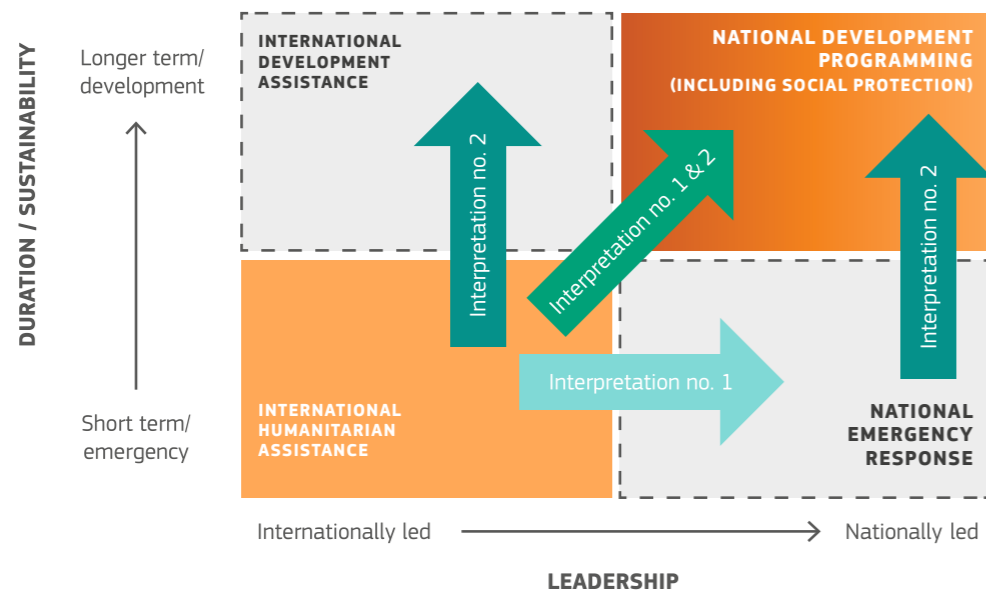 DURATION / SUSTAINABILITY
Longer term/
development
Short term/
emergency
INTERNATIONAL
DEVELOPMENT
ASSISTANCE
NATIONAL DEVELOPMENT
PROGRAMMING
(INCLUDING SOCIAL PROTECTION)
Interpretation no. 2
Interpretation no. 1 & 2
Interpretation no. 2
Interpretation no. 1
INTERNATIONAL
HUMANITARIAN
ASSISTANCE
NATIONAL
EMERGENCY
RESPONSE
Internationally led
Nationally led
LEADERSHIP